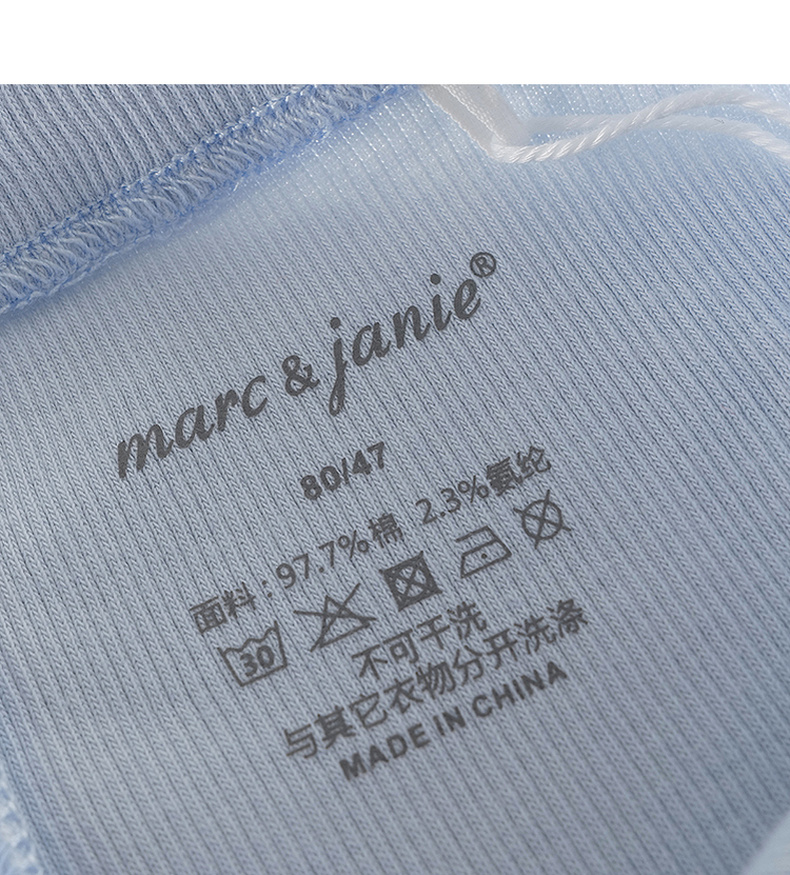 marc & janie®
80/47
面料：97.7%棉 2.3%氨纶
30
不可干洗
与其它衣物分开洗涤
MADE IN CHINA